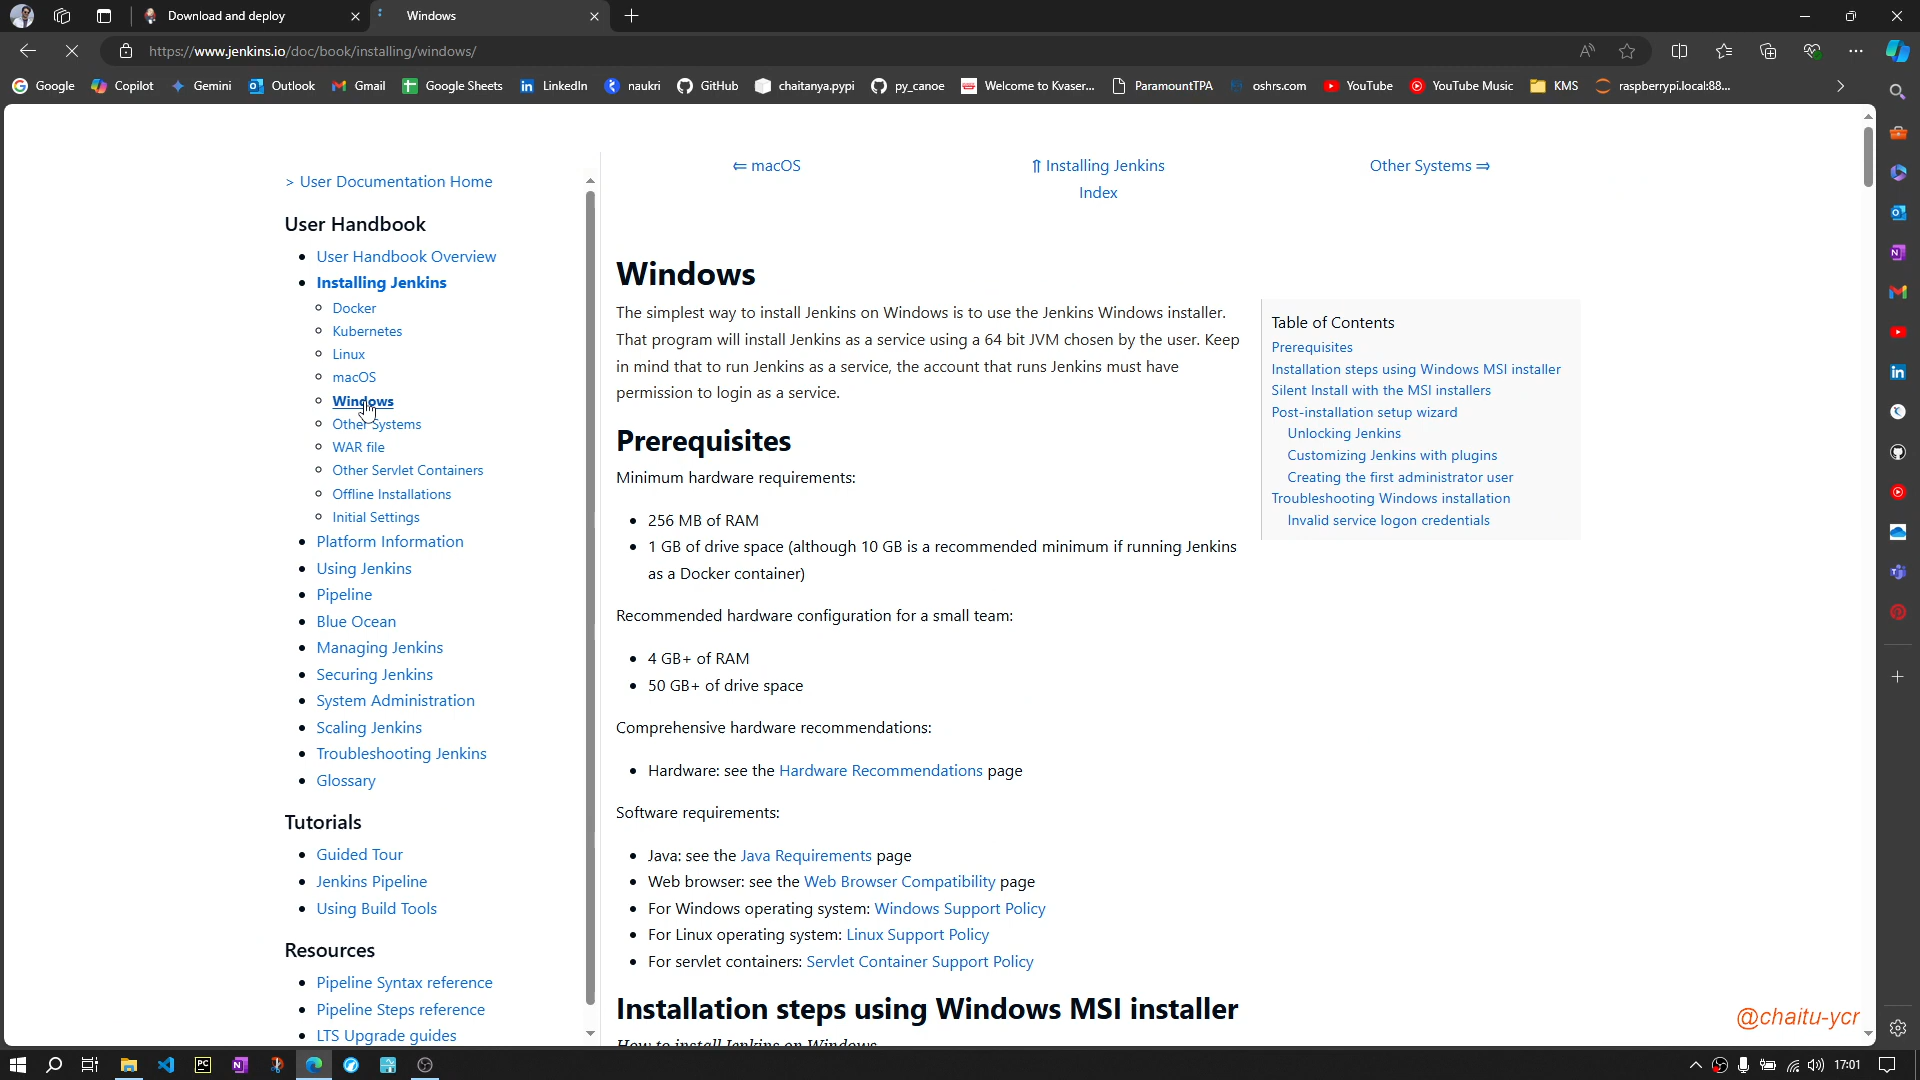 Download and deploy
Windows
https://www.jenkins.io/doc/book/installing/windows/
Google
Copilot
Gemini
Outlook
Gmail
Google Sheets
LinkedIn
naukri
GitHub
chaitanya.pypi
py_canoe
Welcome to Kvaser...
ParamountTPA
oshrs.com
YouTube
YouTube Music
KMS
raspberrypi.local:88...
⇐ macOS
⇑ Installing Jenkins
Index
Other Systems ⇒
> User Documentation Home
User Handbook
User Handbook Overview
Installing Jenkins
Docker
Kubernetes
Linux
macOS
Windows
Other Systems
WAR file
Other Servlet Containers
Offline Installations
Initial Settings
Platform Information
Using Jenkins
Pipeline
Blue Ocean
Managing Jenkins
Securing Jenkins
System Administration
Scaling Jenkins
Troubleshooting Jenkins
Glossary
Tutorials
Guided Tour
Jenkins Pipeline
Using Build Tools
Resources
Pipeline Syntax reference
Pipeline Steps reference
LTS Upgrade guides
Windows
The simplest way to install Jenkins on Windows is to use the Jenkins Windows installer.
That program will install Jenkins as a service using a 64 bit JVM chosen by the user. Keep
in mind that to run Jenkins as a service, the account that runs Jenkins must have
permission to login as a service.
Prerequisites
Minimum hardware requirements:
256 MB of RAM
1 GB of drive space (although 10 GB is a recommended minimum if running Jenkins
as a Docker container)
Recommended hardware configuration for a small team:
4 GB+ of RAM
50 GB+ of drive space
Comprehensive hardware recommendations:
Hardware: see the Hardware Recommendations page
Software requirements:
Java: see the Java Requirements page
Web browser: see the Web Browser Compatibility page
For Windows operating system: Windows Support Policy
For Linux operating system: Linux Support Policy
For servlet containers: Servlet Container Support Policy
Installation steps using Windows MSI installer
How to install Jenkins on Windows
Table of Contents
Prerequisites
Installation steps using Windows MSI installer
Silent Install with the MSI installers
Post-installation setup wizard
Unlocking Jenkins
Customizing Jenkins with plugins
Creating the first administrator user
Troubleshooting Windows installation
Invalid service logon credentials
@chaitu-ycr
17:01